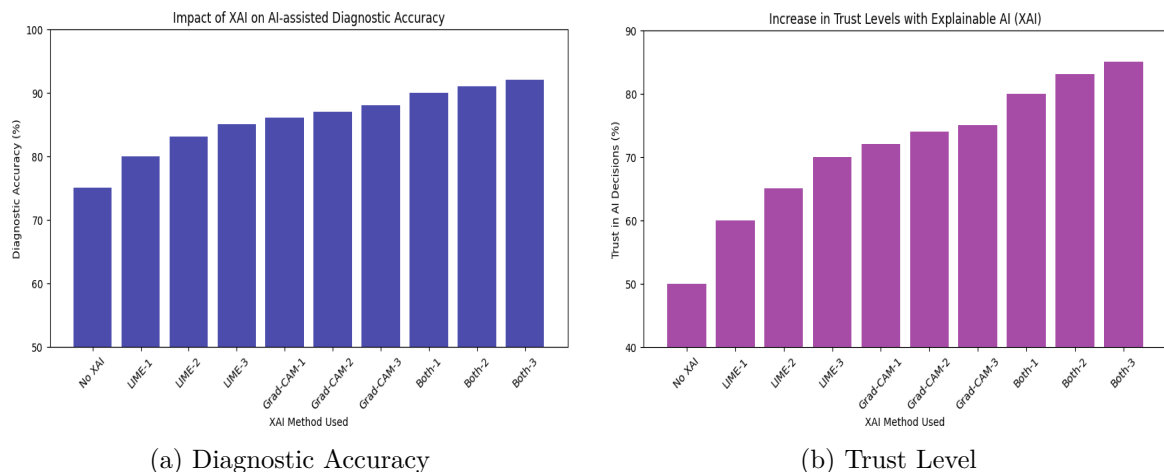 Impact of XAI on AI-assisted Diagnostic Accuracy
Diagnostic Accuracy (%)
100
90
80
70
60
50
No XAI
LIME-1
LIME-2
LIME-3
Grad-CAM-1
Grad-CAM-2
Grad-CAM-3
Both-1
Both-2
Both-3
XAI Method Used
(a) Diagnostic Accuracy
Increase in Trust Levels with Explainable AI (XAI)
Trust in AI Decisions (%)
90
80
70
60
50
40
No XAI
LIME-1
LIME-2
LIME-3
Grad-CAM-1
Grad-CAM-2
Grad-CAM-3
Both-1
Both-2
Both-3
XAI Method Used
(b) Trust Level